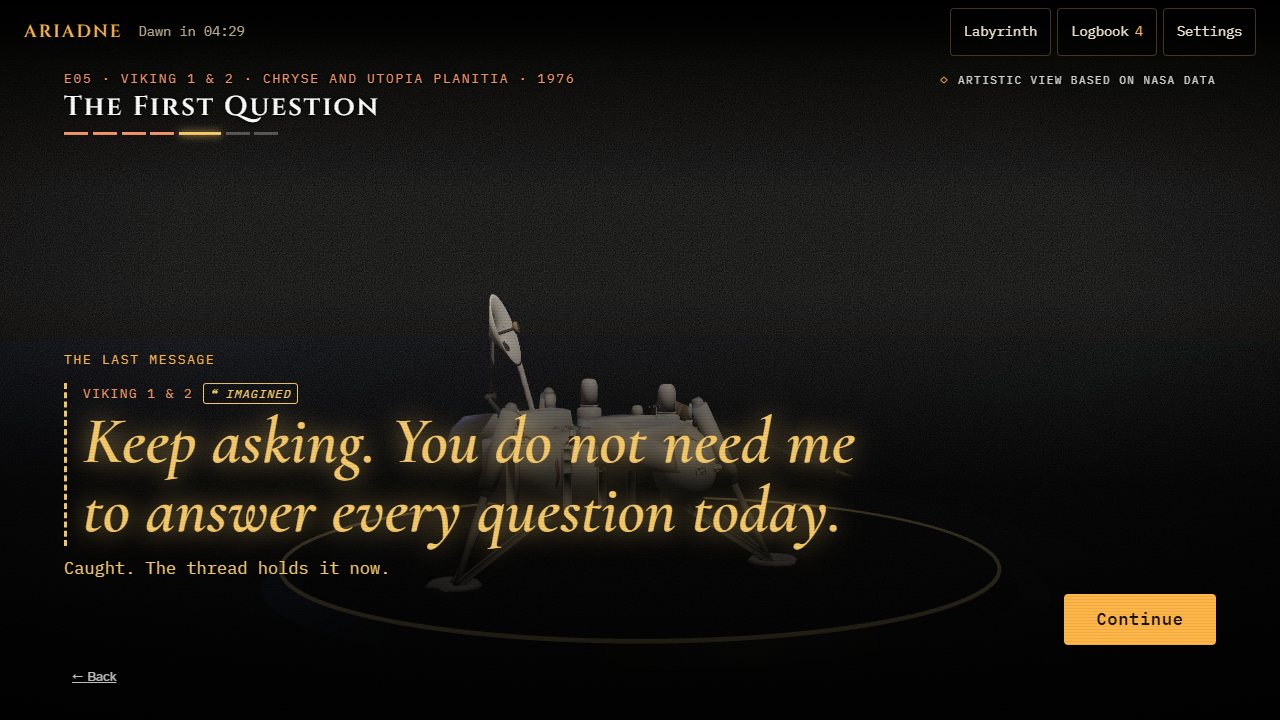 ARIADNE Dawn in 04:29
Labyrinth Logbook 4 Settings
E05 · VIKING 1 & 2 · CHRYSE AND UTOPIA PLANITIA · 1976
◇ ARTISTIC VIEW BASED ON NASA DATA
The First Question
THE LAST MESSAGE
VIKING 1 & 2 ❝ IMAGINED
Keep asking. You do not need me
to answer every question today.
Caught. The thread holds it now.
Continue
← Back